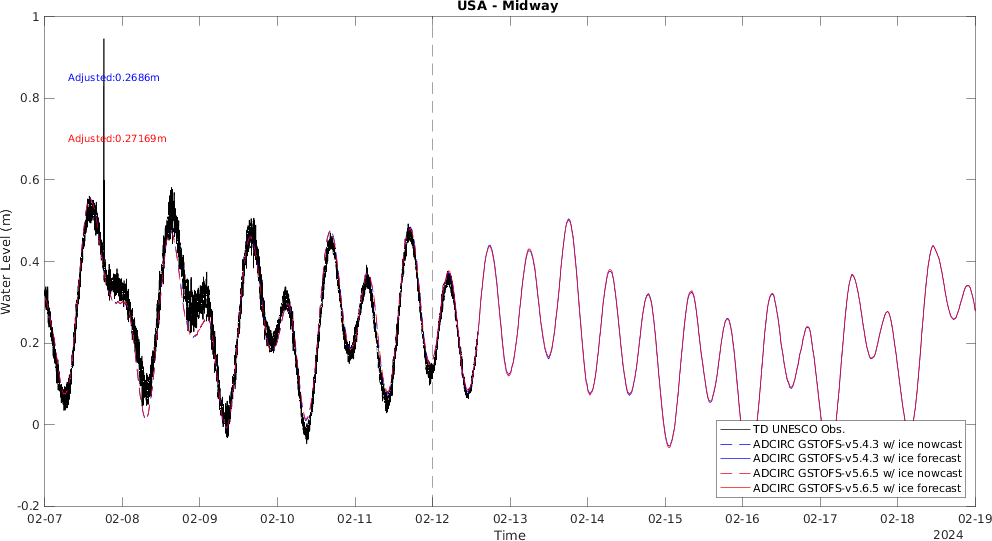 USA - Midway
Adjusted:0.2686m
Adjusted:0.27169m
Water Level (m)
1
0.8
0.6
0.4
0.2
0
-0.2
TD UNESCO Obs.
ADCIRC GSTOFS-v5.4.3 w/ ice nowcast
ADCIRC GSTOFS-v5.4.3 w/ ice forecast
ADCIRC GSTOFS-v5.6.5 w/ ice nowcast
ADCIRC GSTOFS-v5.6.5 w/ ice forecast
02-07 02-08 02-09 02-10 02-11 02-12 02-13 02-14 02-15 02-16 02-17 02-18 02-19
Time
2024